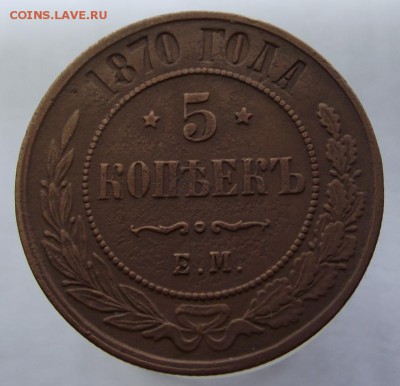 COINS.LAVE.RU
1870 ГОДА
* 5 *
КОПѢЕКЪ
Е.М.